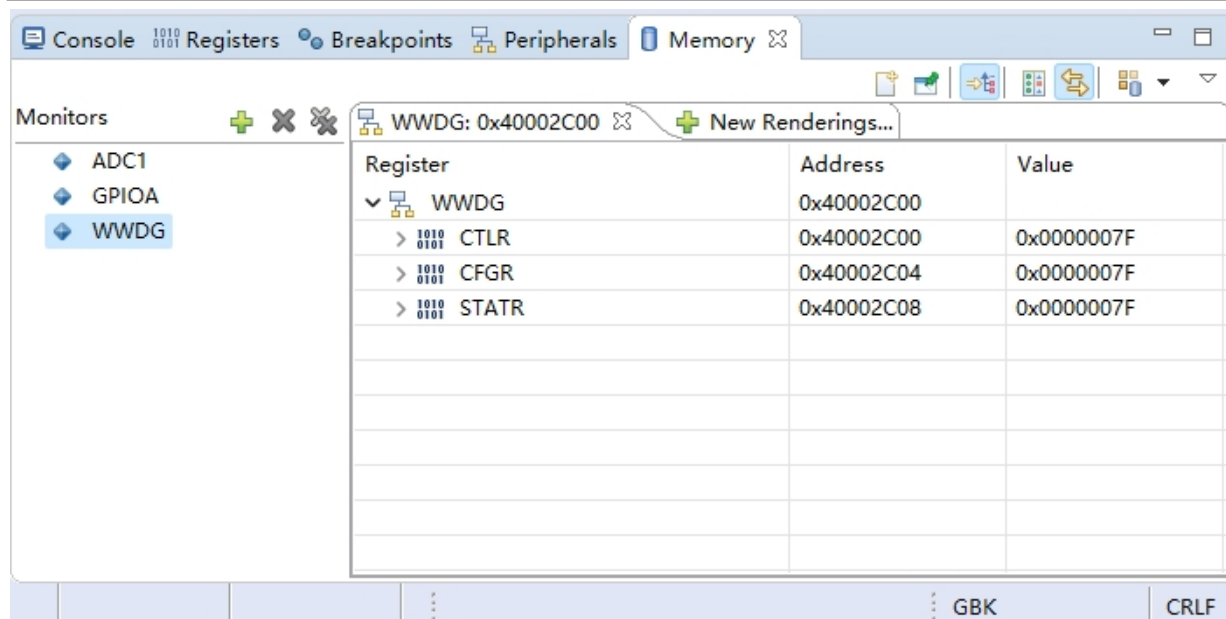 Console Registers Breakpoints Peripherals Memory
Monitors WWDG: 0x40002C00 New Renderings...
ADC1
GPIOA
WWDG
Register Address Value
WWDG 0x40002C00
CTLR 0x40002C00 0x0000007F
CFGR 0x40002C04 0x0000007F
STATR 0x40002C08 0x0000007F
GBK CRLF